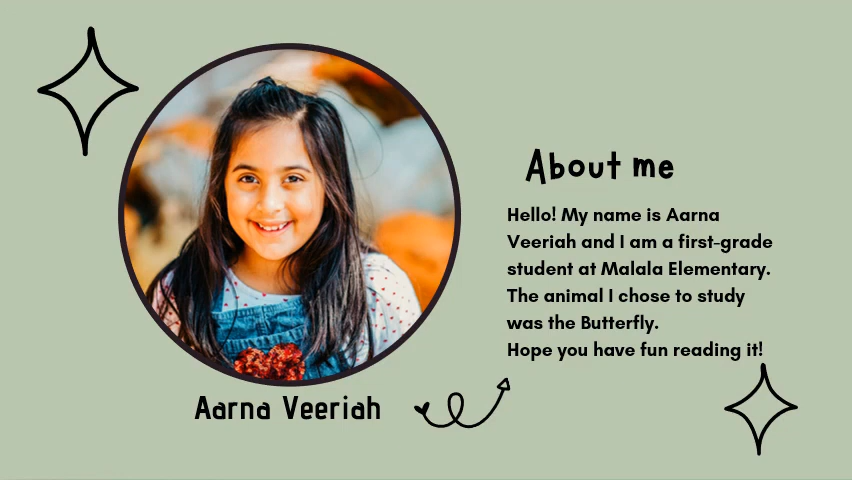 About me
Hello! My name is Aarna
Veeriah and I am a first-grade
student at Malala Elementary.
The animal I chose to study
was the Butterfly.
Hope you have fun reading it!
Aarna Veeriah